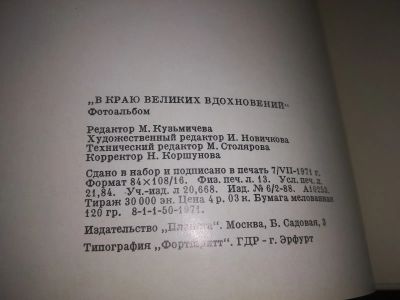 „В КРАЮ ВЕЛИКИХ ВДОХНОВЕНИЙ“
Фотоальбом
Редактор М. Кузьмичева
Художественный редактор И. Новичкова
Технический редактор М. Столярова
Корректор Н. Коршунова
Сдано в набор и подписано в печать 7/VII-1971 г.
Формат 84×108/16. Физ. печ. л. 13. Усл. печ. л.
21,84. Уч.-изд. л 20,668. Изд. № 6/2-88. А10253.
Тираж 30 000 эк. Цена 4 р. 03 к. Бумага мелованная
120 гр. 8-1-1-50-1971.
Издательство „Планета“. Москва, Б. Садовая, 3
Типография „Фортшритт“. ГДР - г. Эрфурт